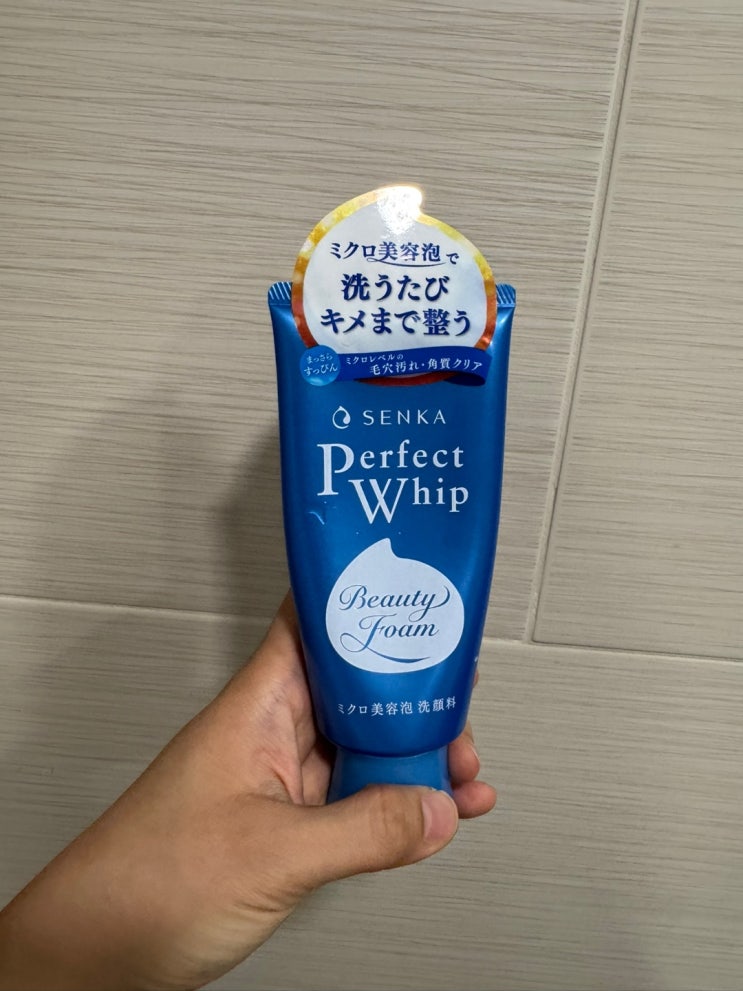 ミクロ美容泡で
洗うたび
キメまで整う
まっさら
すっぴん
ミクロレベルの
毛穴汚れ・角質クリア
SENKA
Perfect
Whip
Beauty
Foam
ミクロ美容泡 洗顔料